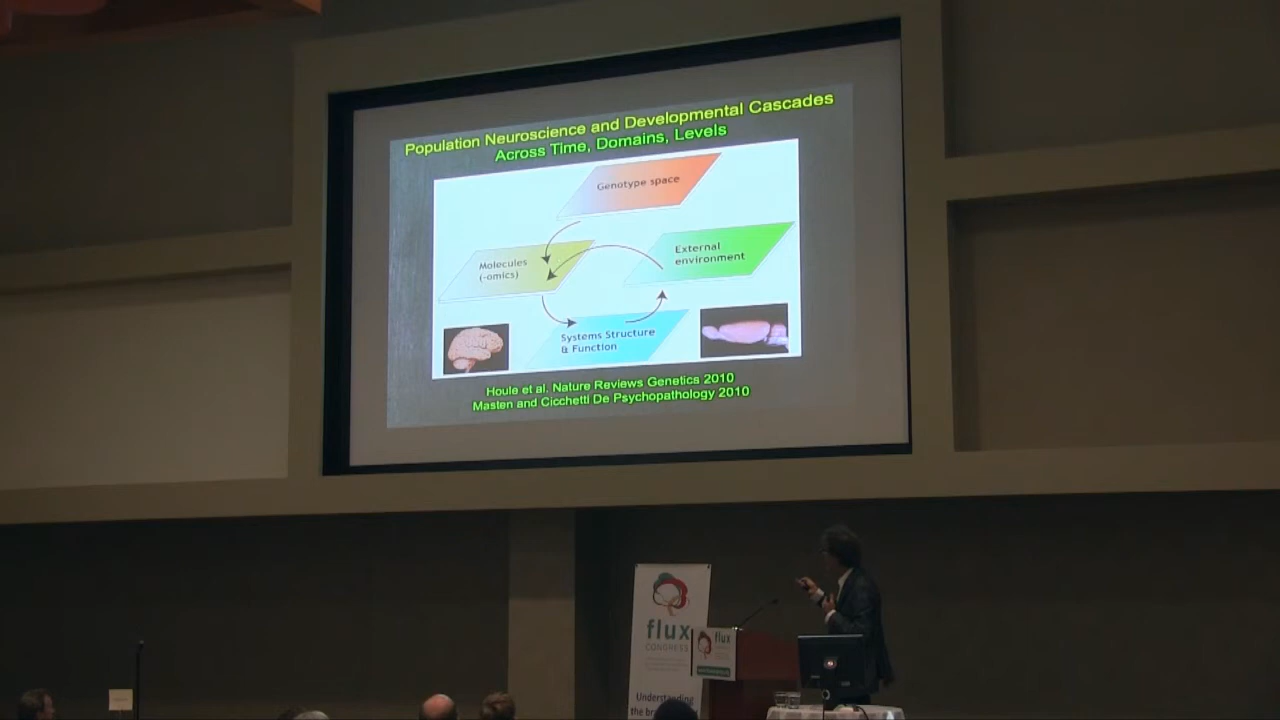 Population Neuroscience and Developmental Cascades
Across Time, Domains, Levels
Genotype space
Molecules
(-omics)
External
environment
Systems Structure
& Function
Houle et al. Nature Reviews Genetics 2010
Masten and Cicchetti De Psychopathology 2010
flux
CONGRESS
flux
Understanding
the